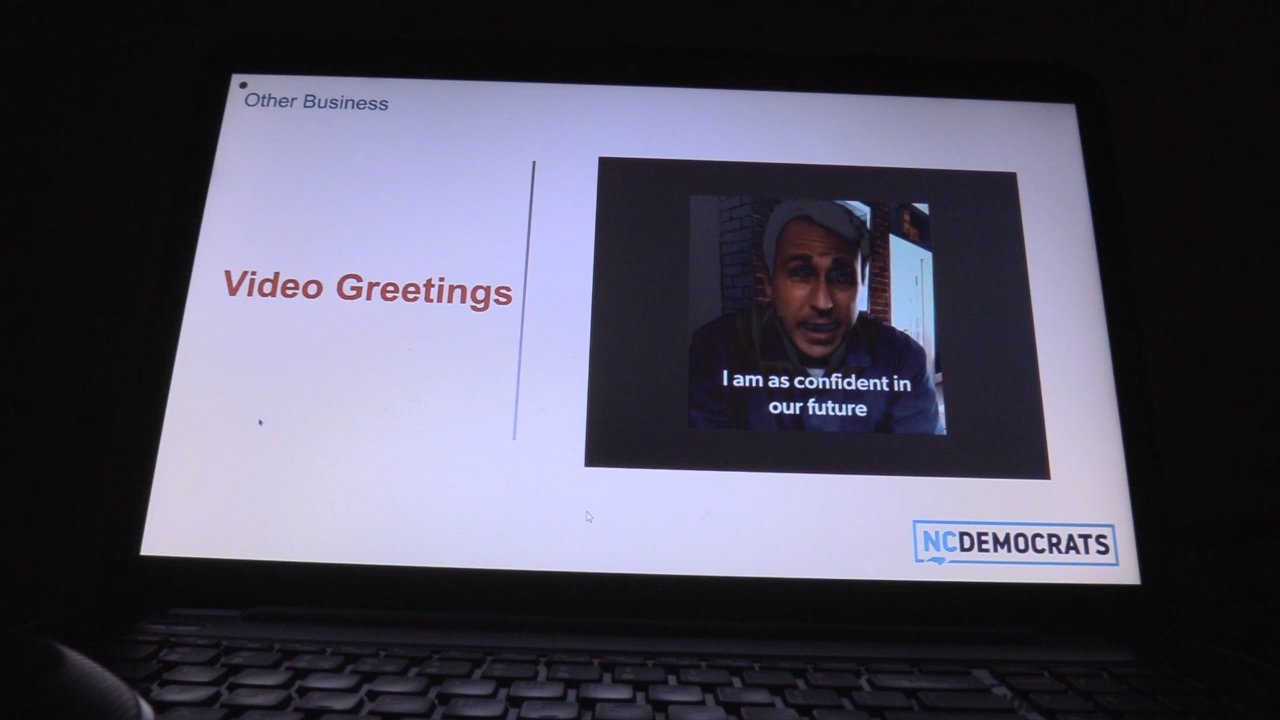 Other Business
Video Greetings
I am as confident in
our future
NCDEMOCRATS